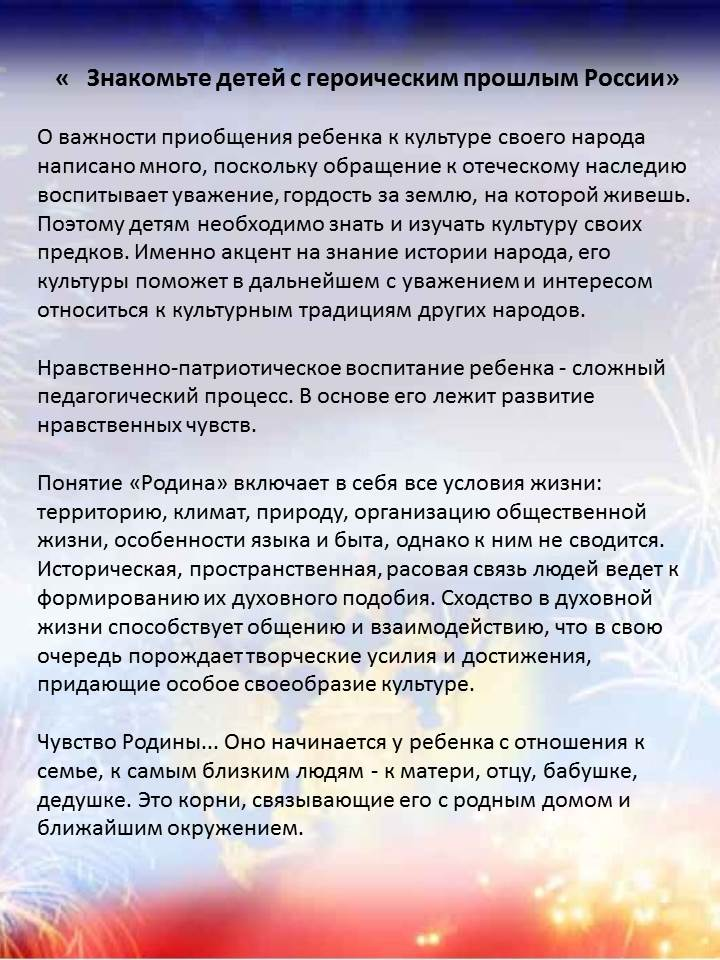 « Знакомьте детей с героическим прошлым России»
О важности приобщения ребенка к культуре своего народа
написано много, поскольку обращение к отеческому наследию
воспитывает уважение, гордость за землю, на которой живешь.
Поэтому детям необходимо знать и изучать культуру своих
предков. Именно акцент на знание истории народа, его
культуры поможет в дальнейшем с уважением и интересом
относиться к культурным традициям других народов.
Нравственно-патриотическое воспитание ребенка - сложный
педагогический процесс. В основе его лежит развитие
нравственных чувств.
Понятие «Родина» включает в себя все условия жизни:
территорию, климат, природу, организацию общественной
жизни, особенности языка и быта, однако к ним не сводится.
Историческая, пространственная, расовая связь людей ведет к
формированию их духовного подобия. Сходство в духовной
жизни способствует общению и взаимодействию, что в свою
очередь порождает творческие усилия и достижения,
придающие особое своеобразие культуре.
Чувство Родины... Оно начинается у ребенка с отношения к
семье, к самым близким людям - к матери, отцу, бабушке,
дедушке. Это корни, связывающие его с родным домом и
ближайшим окружением.